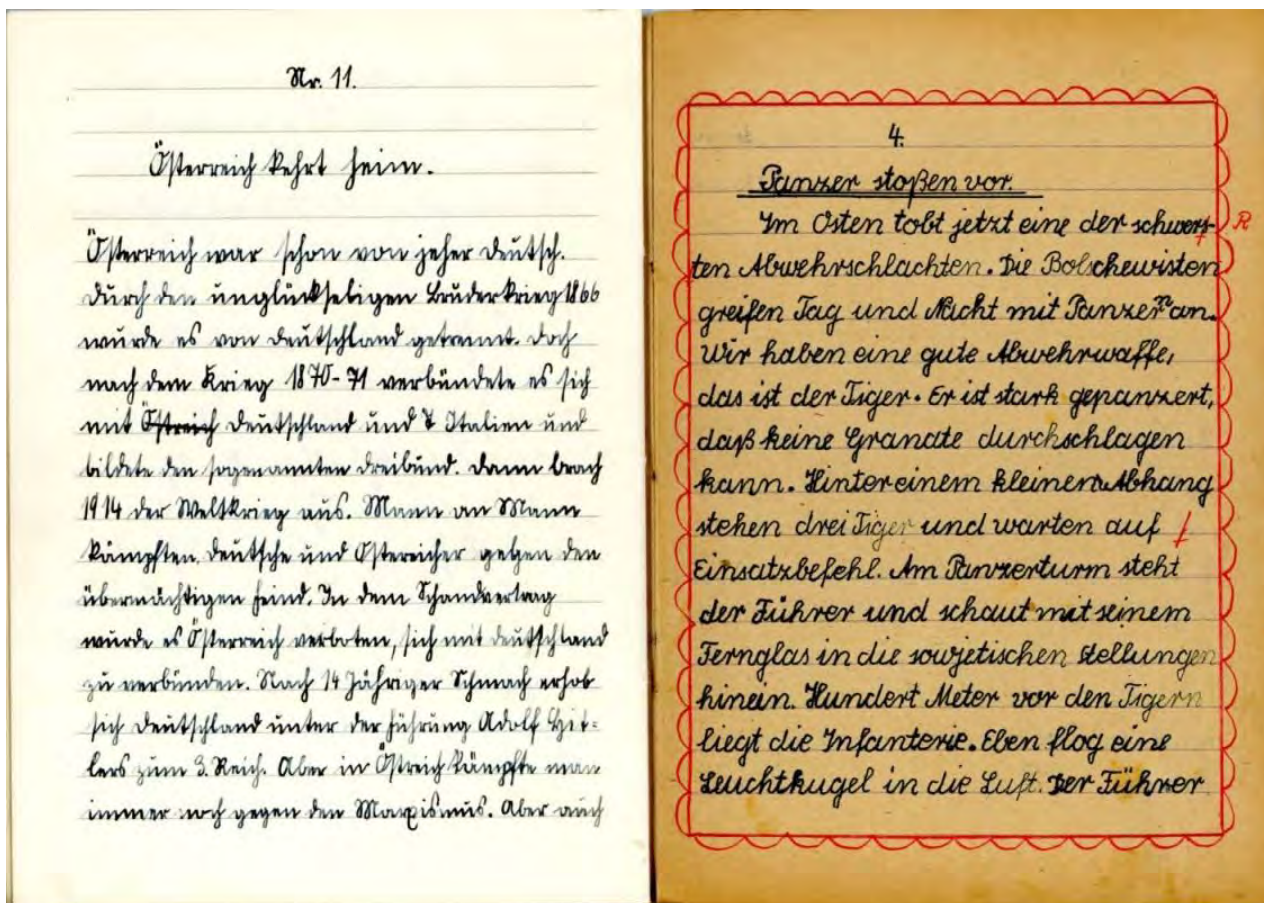 Nr. 11.
Österreich kehrt heim.
Österreich war schon von jeher deutsch.
Durch den unglückseligen Bruderkrieg 1866
wurde es von Deutschland getrennt. Doch
nach dem Krieg 1870-71 verbündete es sich
mit Östreich Deutschland und I Italien und
bildete den sogenannten Dreibund. Dann brach
1914 der Weltkrieg aus. Mann an Mann
kämpften Deutsche und Östereicher gegen den
übermächtigen Feind. In dem Schandvertrag
wurde es Österreich verboten, sich mit Deutschland
zu verbünden. Nach 14 jähriger Schmach erhob
sich Deutschland unter der Führung Adolf Hit=
lers zum 3. Reich. Aber in Östreich kämpfte man
immer noch gegen den Marxismus. Aber auch
4.
Panzer stoßen vor.
Im Osten tobt jetzt eine der schwers- R
ten Abwehrschlachten. Die Bolschewisten
greifen Tag und Nacht mit Panzern an.
Wir haben eine gute Abwehrwaffe,
das ist der Tiger. Er ist stark gepanzert,
daß keine Granate durchschlagen
kann. Hinter einem kleinen Abhang
stehen drei Tiger und warten auf
Einsatzbefehl. Am Panzerturm steht
der Führer und schaut mit seinem
Fernglas in die sowjetischen Stellungen
hinein. Hundert Meter vor den Tigern
liegt die Infanterie. Eben flog eine
Leuchtkugel in die Luft. Der Führer